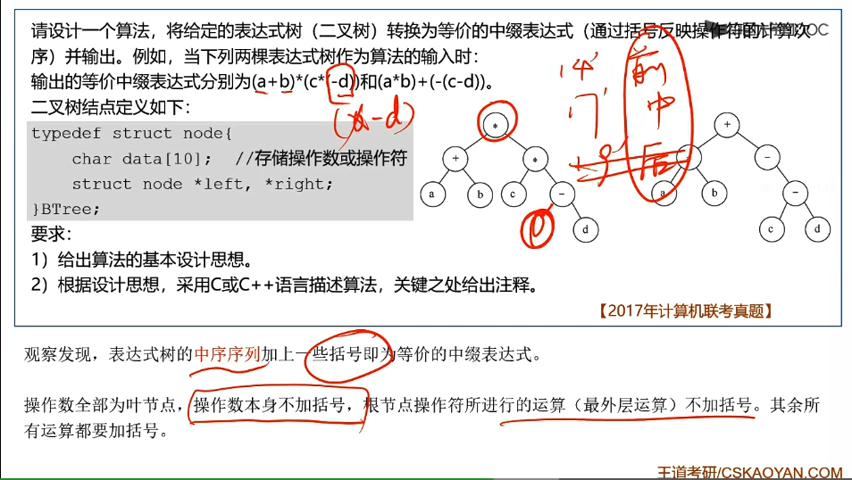 请设计一个算法，将给定的表达式树（二叉树）转换为等价的中缀表达式（通过括号反映操作符的计算次
序）并输出。例如，当下列两棵表达式树作为算法的输入时：
输出的等价中缀表达式分别为(a+b)*(c*(-d))和(a*b)+(-(c-d))。
二叉树结点定义如下：
typedef struct node{
char data[10]; //存储操作数或操作符
struct node *left, *right;
}BTree;
要求：
1）给出算法的基本设计思想。
2）根据设计思想，采用C或C++语言描述算法，关键之处给出注释。
(x-d)
14'
17'
19'
前
中
后
*
+
*
a
b
c
-
d
+
a
b
-
-
c
d
【2017年计算机联考真题】
观察发现，表达式树的中序序列加上一些括号即为等价的中缀表达式。
操作数全部为叶节点，操作数本身不加括号，根节点操作符所进行的运算（最外层运算）不加括号。其余所
有运算都要加括号。
王道考研/CSKAOYAN.COM